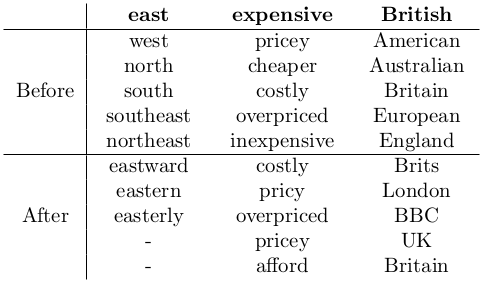 east expensive British
west pricey American
north cheaper Australian
Before south costly Britain
southeast overpriced European
northeast inexpensive England
eastward costly Brits
eastern pricy London
After easterly overpriced BBC
- pricey UK
- afford Britain